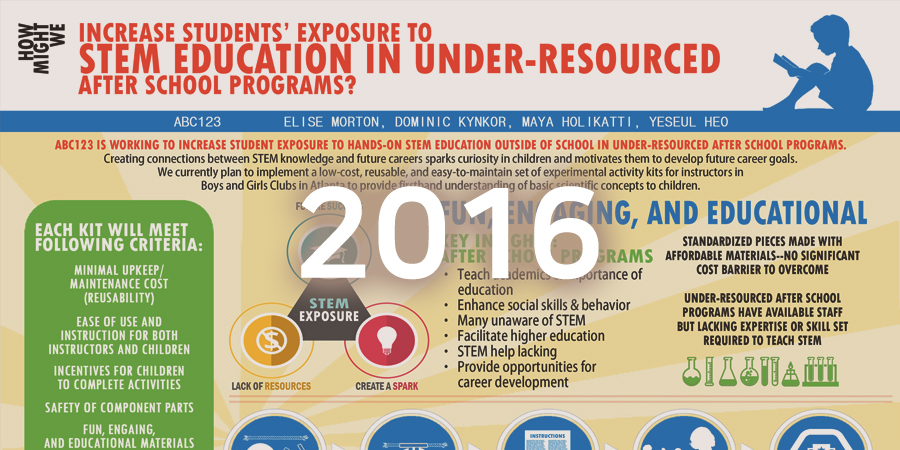 HOW
MIGHT
WE
INCREASE STUDENTS' EXPOSURE TO
STEM EDUCATION IN UNDER-RESOURCED
AFTER SCHOOL PROGRAMS?
ABC123 ELISE MORTON, DOMINIC KYNKOR, MAYA HOLIKATTI, YESEUL HEO
ABC123 IS WORKING TO INCREASE STUDENT EXPOSURE TO HANDS-ON STEM EDUCATION OUTSIDE OF SCHOOL IN UNDER-RESOURCED AFTER SCHOOL PROGRAMS.
Creating connections between STEM knowledge and future careers sparks curiosity in children and motivates them to develop future career goals.
We currently plan to implement a low-cost, reusable, and easy-to-maintain set of experimental activity kits for instructors in
Boys and Girls Clubs in Atlanta to provide firsthand understanding of basic scientific concepts to children.
2016
EACH KIT WILL MEET
FOLLOWING CRITERIA:
MINIMAL UPKEEP/
MAINTENANCE COST
(REUSABILITY)
EASE OF USE AND
INSTRUCTION FOR BOTH
INSTRUCTORS AND CHILDREN
INCENTIVES FOR CHILDREN
TO COMPLETE ACTIVITIES
SAFETY OF COMPONENT PARTS
FUN, ENGAING,
AND EDUCATIONAL MATERIALS
STEM
EXPOSURE
LACK OF RESOURCES
CREATE A SPARK
FUN, ENGAGING, AND EDUCATIONAL
KEY
AFTER SCHOOL PROGRAMS
• Teach academics importance of
education
• Enhance social skills & behavior
• Many unaware of STEM
• Facilitate higher education
• STEM help lacking
• Provide opportunities for
career development
STANDARDIZED PIECES MADE WITH
AFFORDABLE MATERIALS--NO SIGNIFICANT
COST BARRIER TO OVERCOME
UNDER-RESOURCED AFTER SCHOOL
PROGRAMS HAVE AVAILABLE STAFF
BUT LACKING EXPERTISE OR SKILL SET
REQUIRED TO TEACH STEM
INSTRUCTIONS